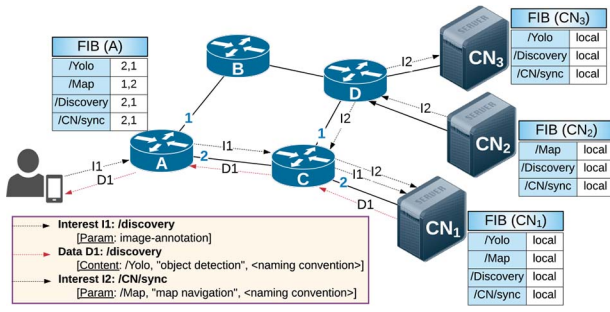 FIB (A)
/Yolo 2,1
/Map 1,2
/Discovery 2,1
/CN/sync 2,1
B
D
A
C
1
2
1
2
I1
D1
I1
D1
I2
I2
I2
I2
I1
D1
SERVER
CN3
SERVER
CN2
SERVER
CN1
FIB (CN3)
/Yolo local
/Discovery local
/CN/sync local
FIB (CN2)
/Map local
/Discovery local
/CN/sync local
FIB (CN1)
/Yolo local
/Map local
/Discovery local
/CN/sync local
Interest I1: /discovery
[Param: image-annotation]
Data D1: /discovery
[Content: /Yolo, "object detection", <naming convention>]
Interest I2: /CN/sync
[Param: /Map, "map navigation", <naming convention>]